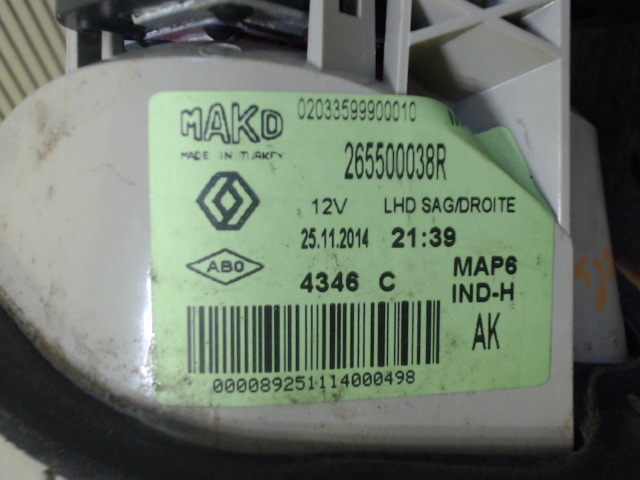 02033599900010
MAKO
MADE IN TURKEY
265500038R
12V LHD SAG/DROITE
25.11.2014 21:39
ABO
4346 C MAP6
IND-H
AK
000089251114000498